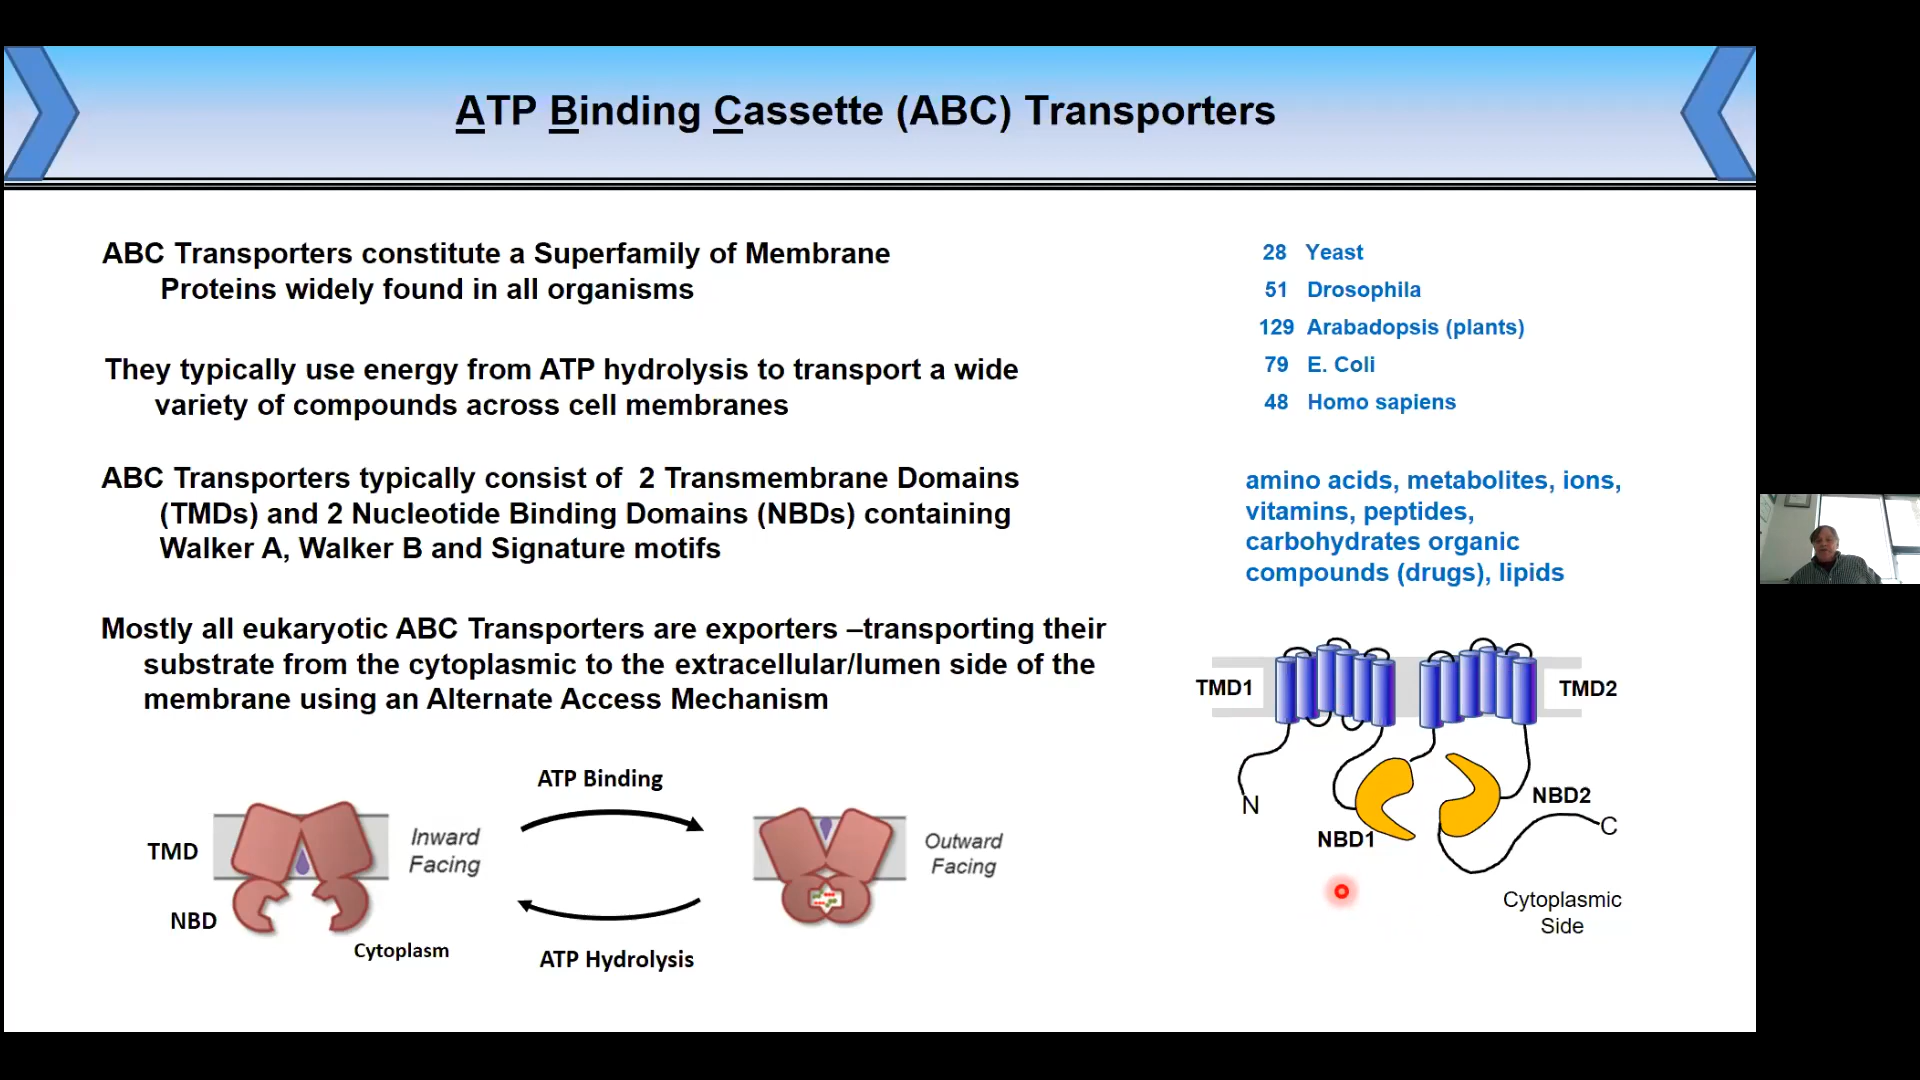 ATP Binding Cassette (ABC) Transporters
ABC Transporters constitute a Superfamily of Membrane
Proteins widely found in all organisms
They typically use energy from ATP hydrolysis to transport a wide
variety of compounds across cell membranes
ABC Transporters typically consist of 2 Transmembrane Domains
(TMDs) and 2 Nucleotide Binding Domains (NBDs) containing
Walker A, Walker B and Signature motifs
Mostly all eukaryotic ABC Transporters are exporters –transporting their
substrate from the cytoplasmic to the extracellular/lumen side of the
membrane using an Alternate Access Mechanism
28 Yeast
51 Drosophila
129 Arabadopsis (plants)
79 E. Coli
48 Homo sapiens
amino acids, metabolites, ions,
vitamins, peptides,
carbohydrates organic
compounds (drugs), lipids
ATP Binding
TMD
Inward
Facing
Outward
Facing
NBD
Cytoplasm
ATP Hydrolysis
TMD1
TMD2
N
NBD2
C
NBD1
Cytoplasmic
Side